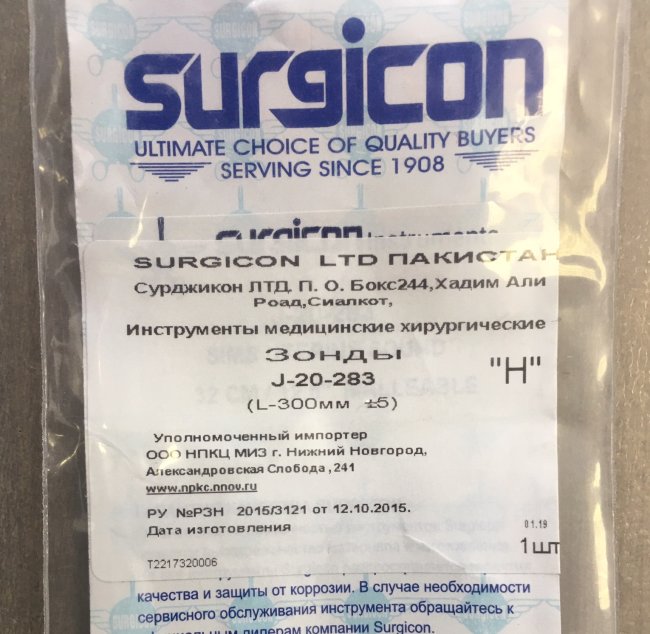 surgicon
ULTIMATE CHOICE OF QUALITY BUYERS
SERVING SINCE 1908
surgicon Instruments
SURGICON LTD ПАКИСТАН
Сурджикон ЛТД, П. О. Бокс244,Хадим Али
Роад,Сиалкот,
Инструменты медицинские хирургические
Зонды
J-20-283
"Н"
(L-300мм ±5)
Уполномоченный импортер
ООО НПКЦ МИЗ г. Нижний Новгород,
Александровская Слобода ,241
www.npkc.nnov.ru
РУ №РЗН 2015/3121 от 12.10.2015.
Дата изготовления
01.19
1шт
T2217320006
качества и защиты от коррозии. В случае необходимости
сервисного обслуживания инструмента обращайтесь к
официальным дилерам компании Surgicon.